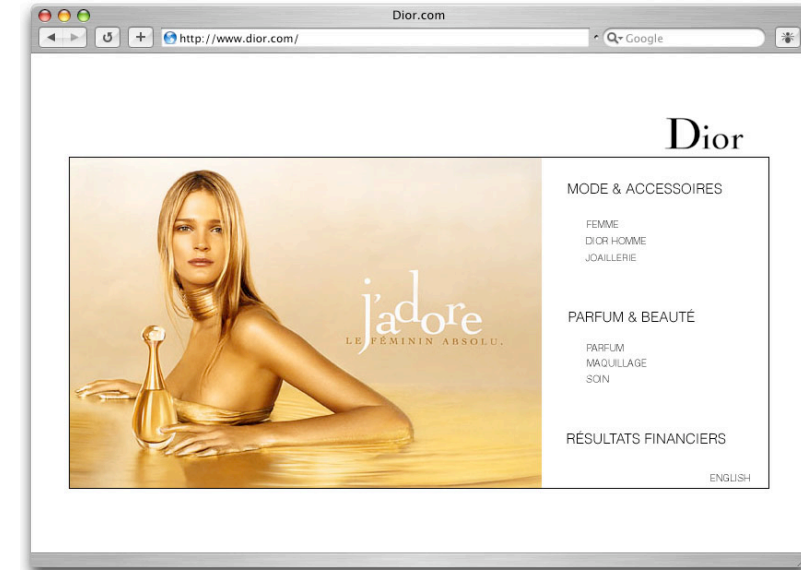 Dior.com
http://www.dior.com/
Google
Dior
MODE & ACCESSOIRES
FEMME
DIOR HOMME
JOAILLERIE
j'adore
LE FÉMININ ABSOLU.
PARFUM & BEAUTÉ
PARFUM
MAQUILLAGE
SOIN
RÉSULTATS FINANCIERS
ENGLISH